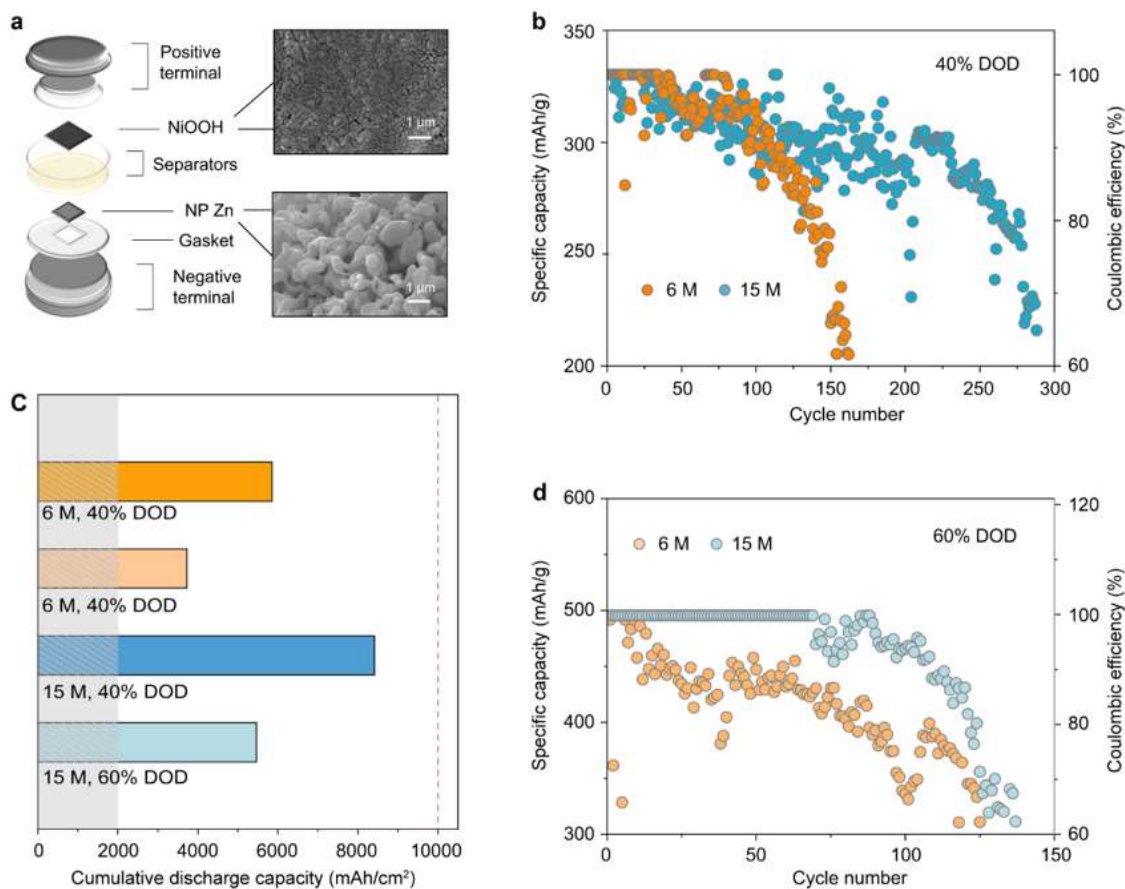 a
Positive
terminal
NiOOH
Separators
NP Zn
Gasket
Negative
terminal
1 µm
1 µm
b
350
300
250
200
Specific capacity (mAh/g)
40% DOD
6 M
15 M
100
80
60
Coulombic efficiency (%)
0
50
100
150
200
250
300
Cycle number
C
6 M, 40% DOD
6 M, 40% DOD
15 M, 40% DOD
15 M, 60% DOD
0
2000
4000
6000
8000
10000
Cumulative discharge capacity (mAh/cm²)
d
600
500
400
300
Specific capacity (mAh/g)
6 M
15 M
60% DOD
120
100
80
60
Coulombic efficiency (%)
0
50
100
150
Cycle number